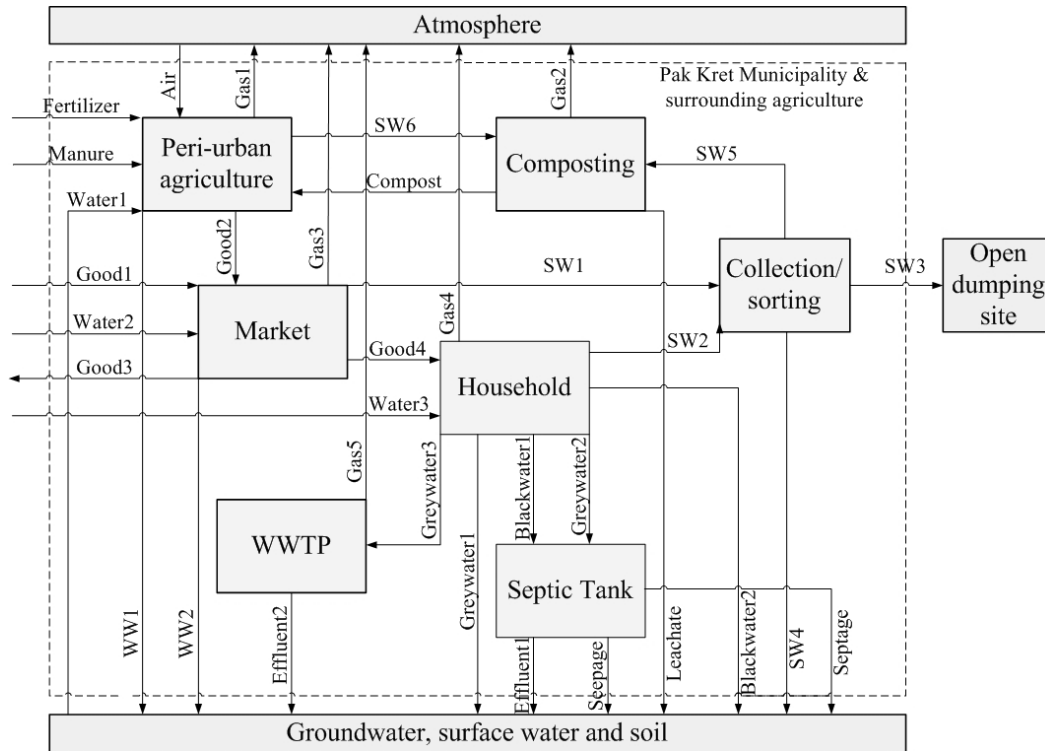 Atmosphere
Pak Kret Municipality &
surrounding agriculture
Air
Gas1
Gas2
Fertilizer
Manure
Water1
Peri-urban
agriculture
SW6
Compost
Composting
SW5
Good2
Gas3
Gas4
Good1
Water2
Good3
Market
SW1
Collection/
sorting
SW3
Open
dumping
site
Good4
SW2
Household
Water3
Gas5
Greywater3
Greywater1
Blackwater1
Greywater2
WWTP
Septic Tank
WW1
WW2
Effluent2
Effluent1
Seepage
Leachate
Blackwater2
SW4
Septage
Groundwater, surface water and soil